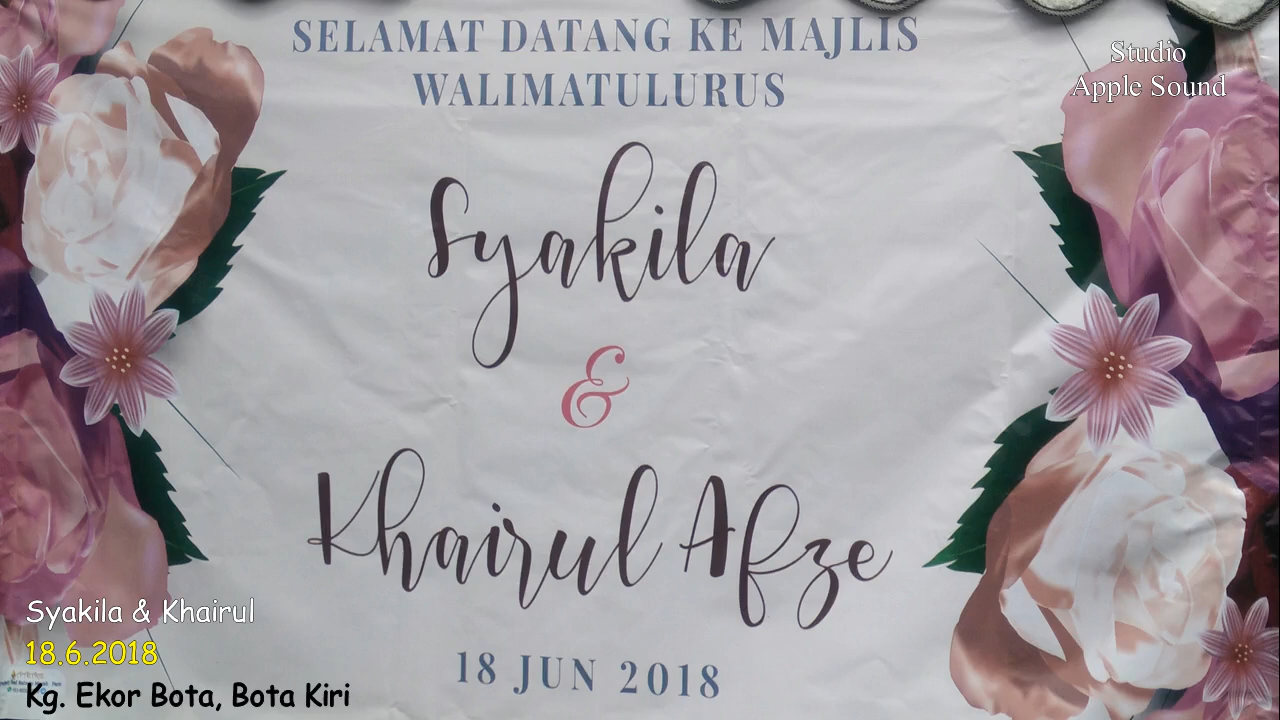 SELAMAT DATANG KE MAJLIS
WALIMATULURUS
Studio
Apple Sound
Syakila
&
Khairul Afze
18 JUN 2018
Syakila & Khairul
18.6.2018
Kg. Ekor Bota, Bota Kiri